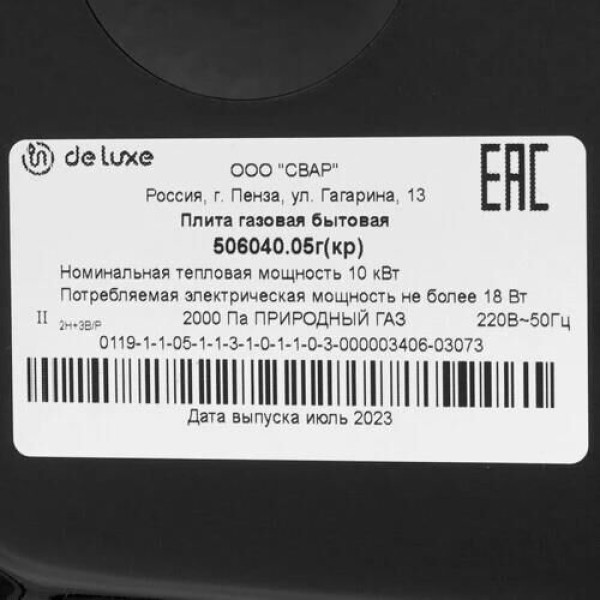 de luxe
EAC
ООО "СВАР"
Россия, г. Пенза, ул. Гагарина, 13
Плита газовая бытовая
506040.05г(кр)
Номинальная тепловая мощность 10 кВт
Потребляемая электрическая мощность не более 18 Вт
II 2Н+3В/Р 2000 Па ПРИРОДНЫЙ ГАЗ 220В~50Гц
0119-1-1-05-1-1-3-1-0-1-1-0-3-000003406-03073
Дата выпуска июль 2023